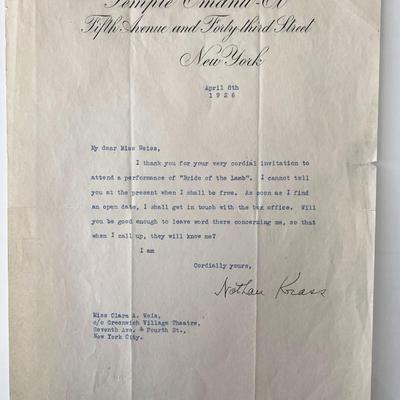 Temple Emanu-El
Fifth Avenue and Forty-third Street
New York
April 8th
1926
My dear Miss Weiss,
I thank you for your very cordial invitation to
attend a performance of "Bride of the Lamb". I cannot tell
you at the present when I shall be free. As soon as I find
an open date, I shall get in touch with the box office. Will
you be good enough to leave word there concerning me, so that
when I call up, they will know me?
I am
Cordially yours,
Nathan Krass
Miss Clara A. Weis,
c/o Greenwich Village Theatre,
Seventh Ave. & Fourth St.,
New York City.